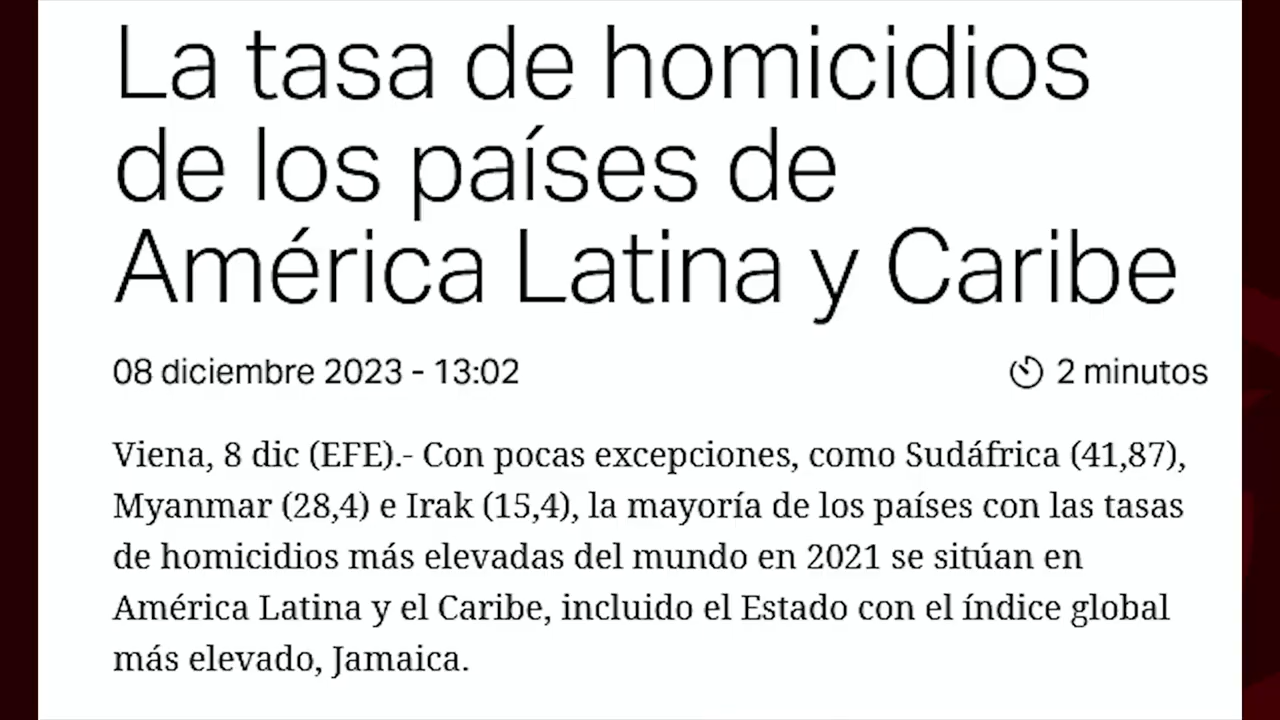 La tasa de homicidios
de los países de
América Latina y Caribe
08 diciembre 2023 - 13:02
2 minutos
Viena, 8 dic (EFE).- Con pocas excepciones, como Sudáfrica (41,87),
Myanmar (28,4) e Irak (15,4), la mayoría de los países con las tasas
de homicidios más elevadas del mundo en 2021 se sitúan en
América Latina y el Caribe, incluido el Estado con el índice global
más elevado, Jamaica.